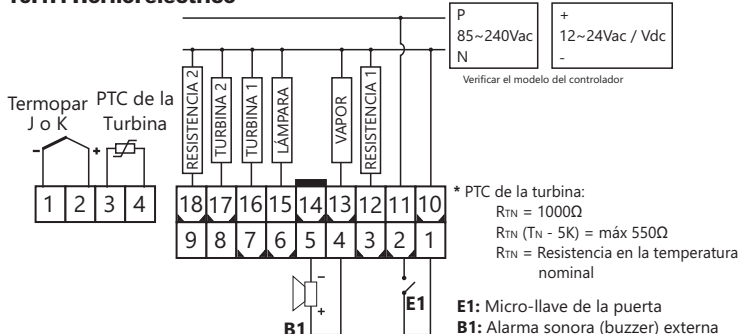 P
85~240Vac
N
+
12~24Vac / Vdc
-
Verificar el modelo del controlador
Termopar
J o K
PTC de la
Turbina
- +
RESISTENCIA 2
TURBINA 2
TURBINA 1
LÁMPARA
VAPOR
RESISTENCIA 1
1 2 3 4
18 17 16 15 14 13 12 11 10
9 8 7 6 5 4 3 2 1
* PTC de la turbina:
RTN = 1000Ω
RTN (TN - 5K) = máx 550Ω
RTN = Resistencia en la temperatura
nominal
-
+
B1
E1
E1: Micro-llave de la puerta
B1: Alarma sonora (buzzer) externa